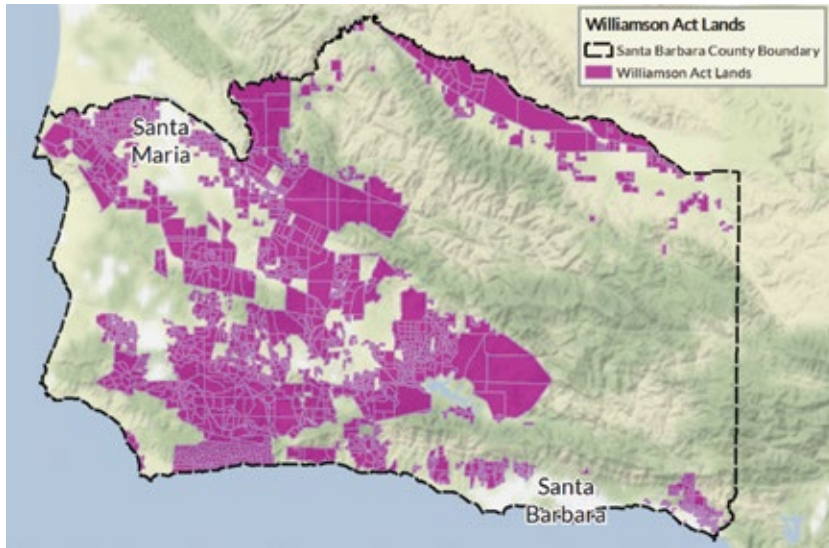 Williamson Act Lands
Santa Barbara County Boundary
Williamson Act Lands
Santa
Maria
Santa
Barbara